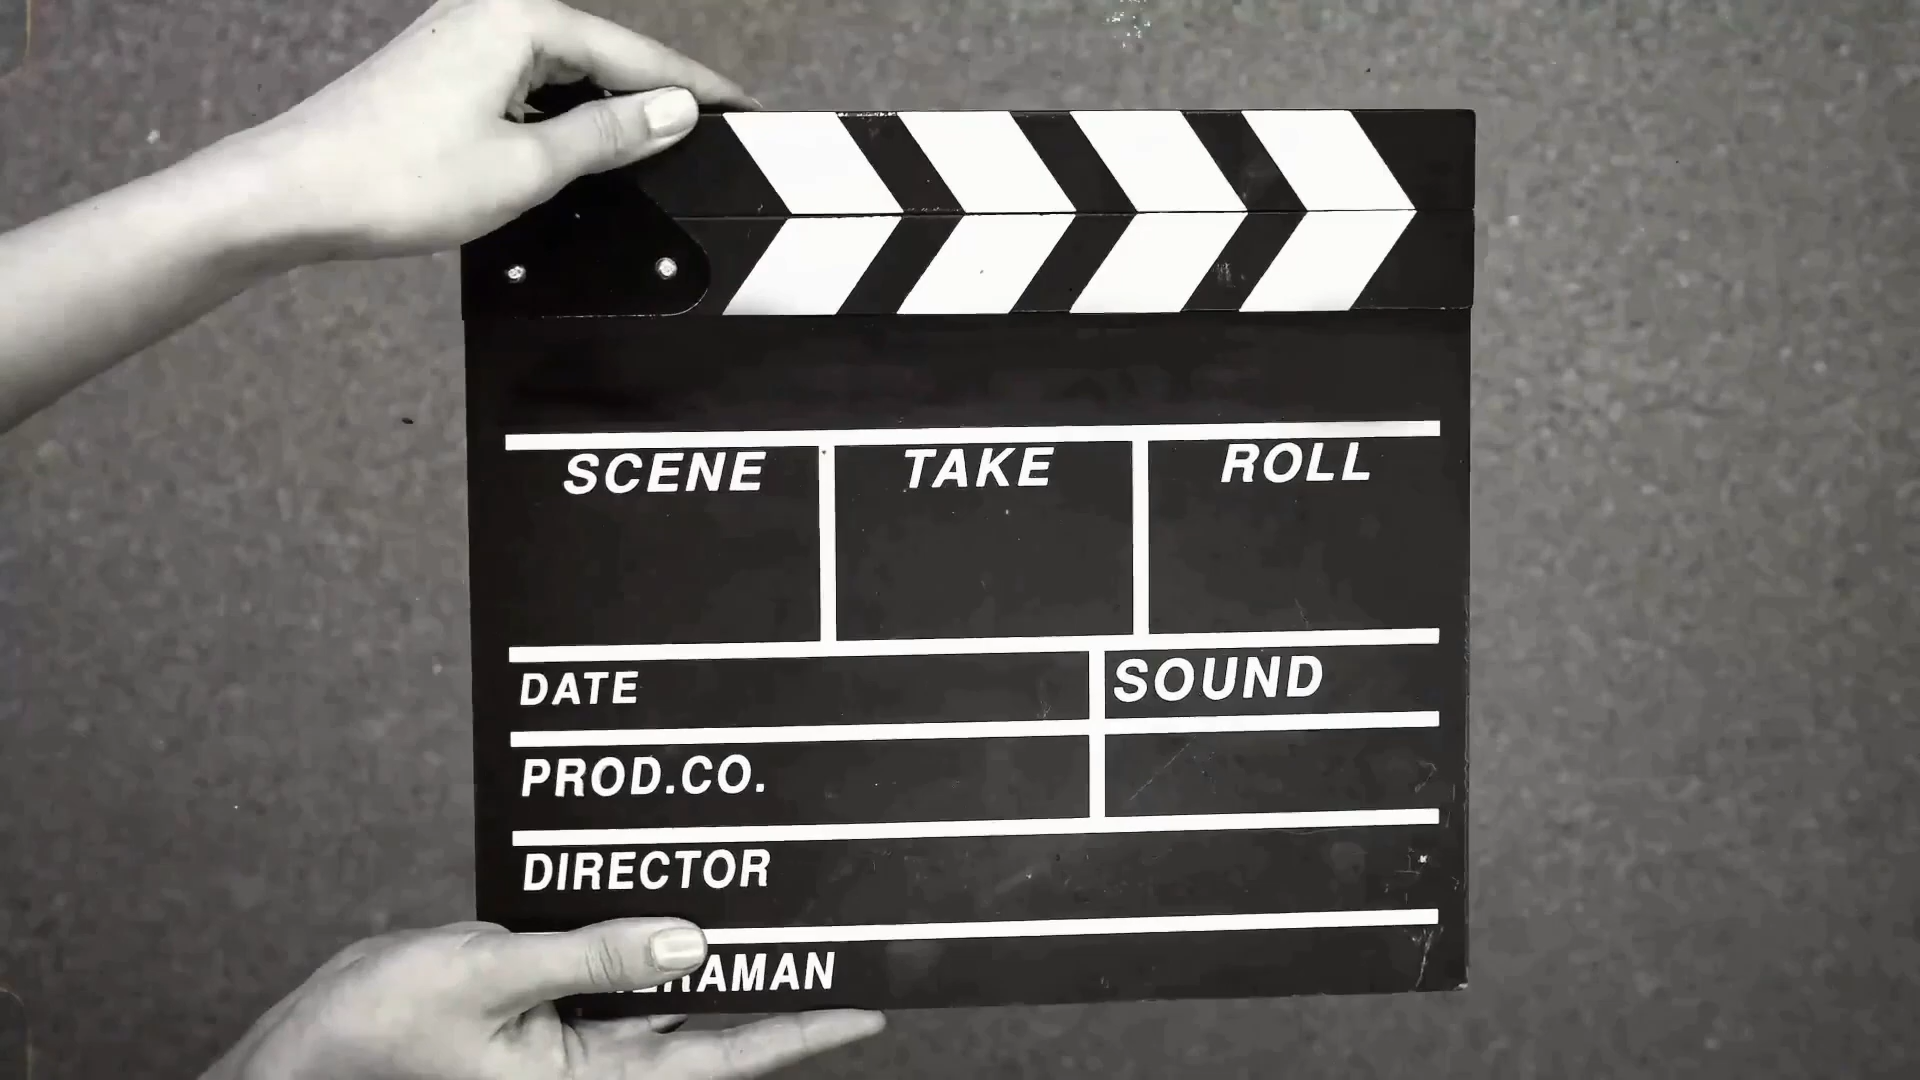 SCENE TAKE ROLL
DATE SOUND
PROD.CO.
DIRECTOR